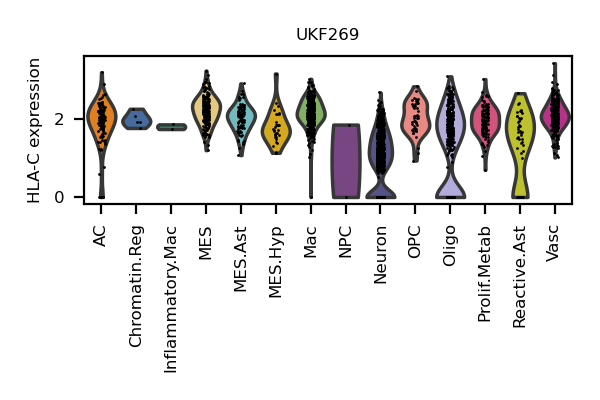 UKF269
HLA-C expression
2
0
AC
Chromatin.Reg
Inflammatory.Mac
MES
MES.Ast
MES.Hyp
Mac
NPC
Neuron
OPC
Oligo
Prolif.Metab
Reactive.Ast
Vasc